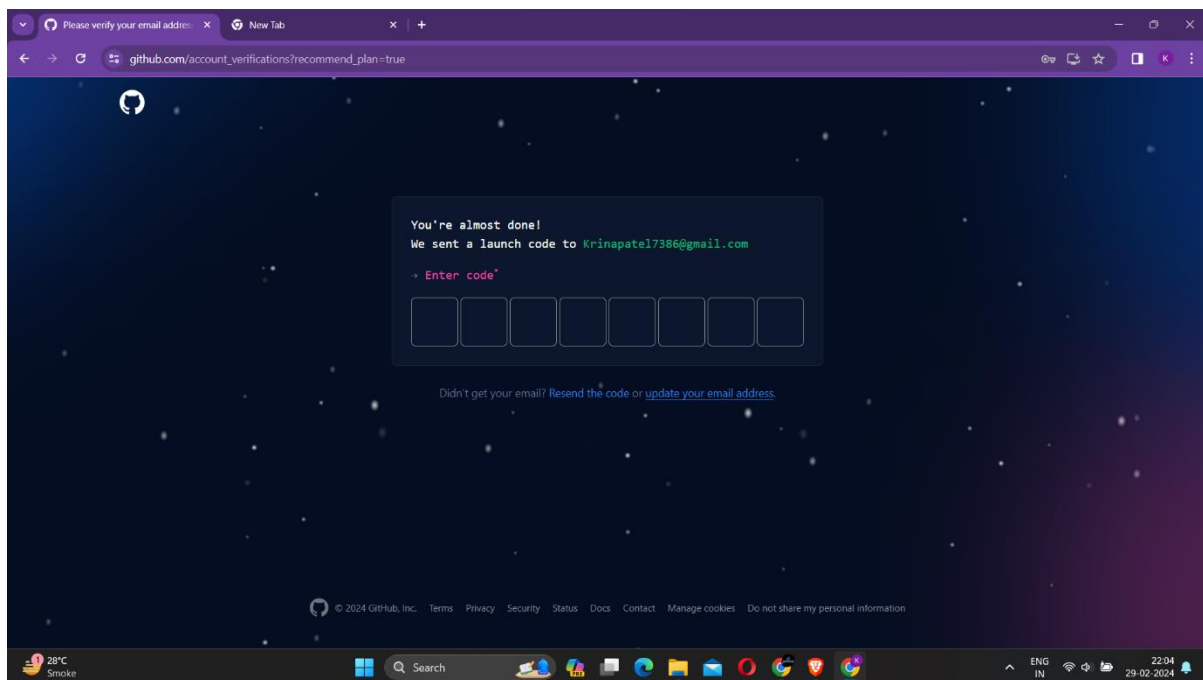 Please verify your email addres
New Tab
github.com/account_verifications?recommend_plan=true
K
You're almost done!
We sent a launch code to Krinapatel7386@gmail.com
→ Enter code*
Didn't get your email? Resend the code or update your email address.
© 2024 GitHub, Inc. Terms Privacy Security Status Docs Contact Manage cookies Do not share my personal information
1
28°C
Smoke
Search
PRE
K
ENG
IN
22:04
29-02-2024